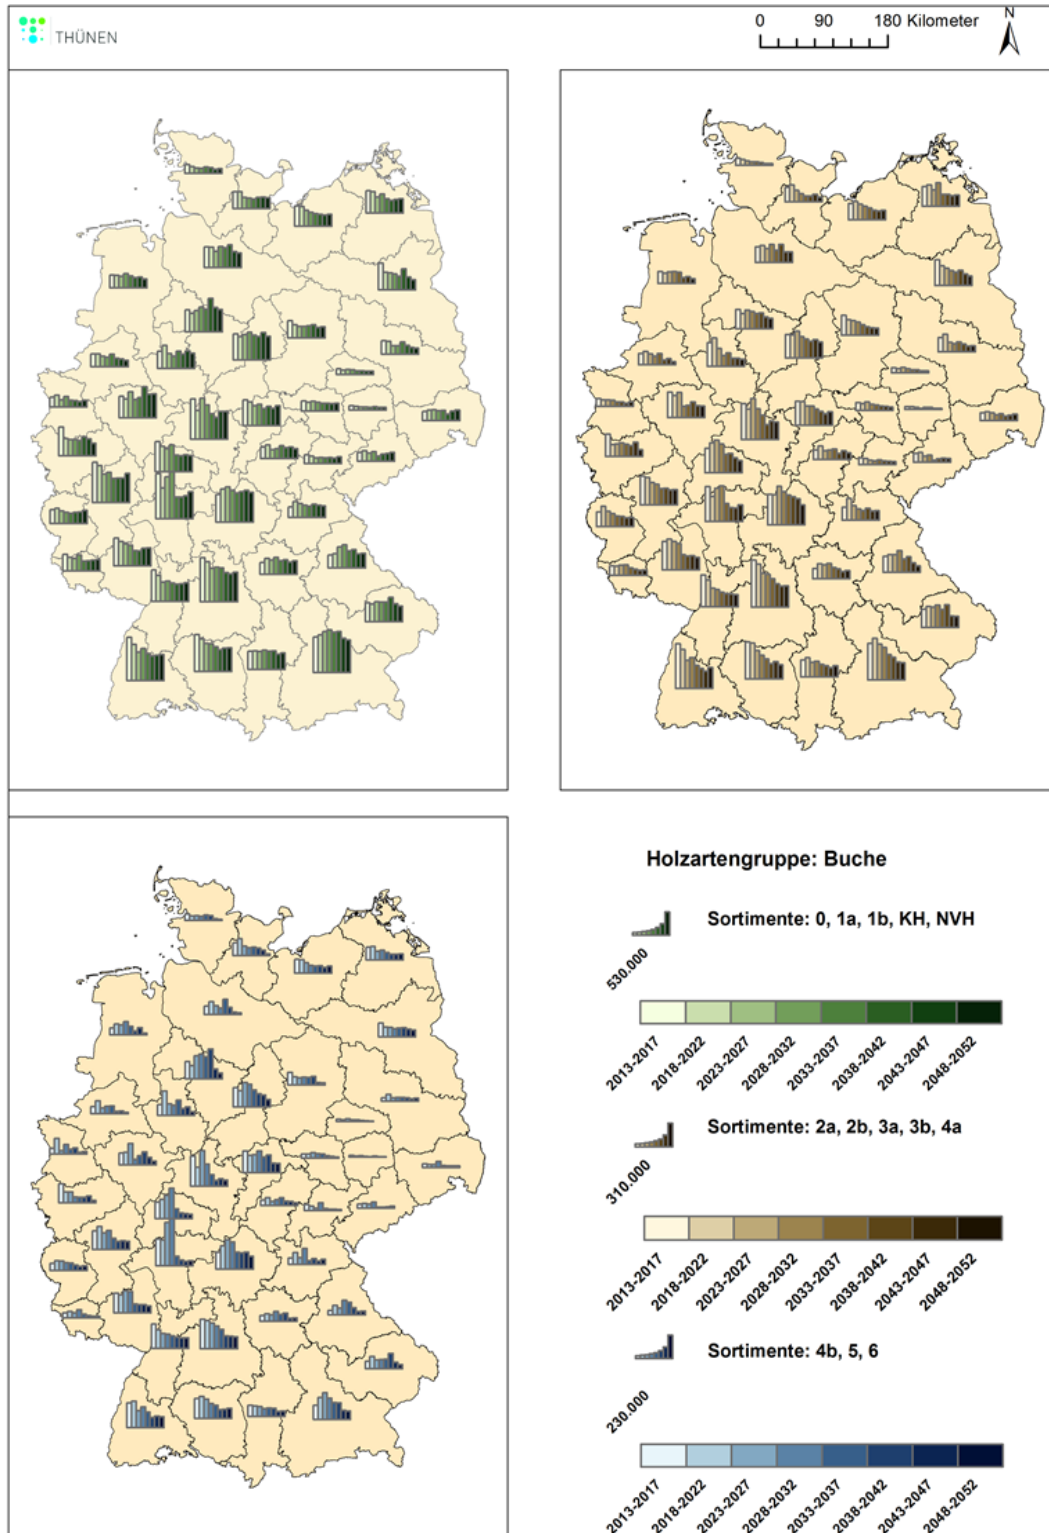 THÜNEN
0 90 180 Kilometer
N
Holzartengruppe: Buche
Sortimente: 0, 1a, 1b, KH, NVH
530.000
2013-2017 2018-2022 2023-2027 2028-2032 2033-2037 2038-2042 2043-2047 2048-2052
Sortimente: 2a, 2b, 3a, 3b, 4a
310.000
2013-2017 2018-2022 2023-2027 2028-2032 2033-2037 2038-2042 2043-2047 2048-2052
Sortimente: 4b, 5, 6
230.000
2013-2017 2018-2022 2023-2027 2028-2032 2033-2037 2038-2042 2043-2047 2048-2052